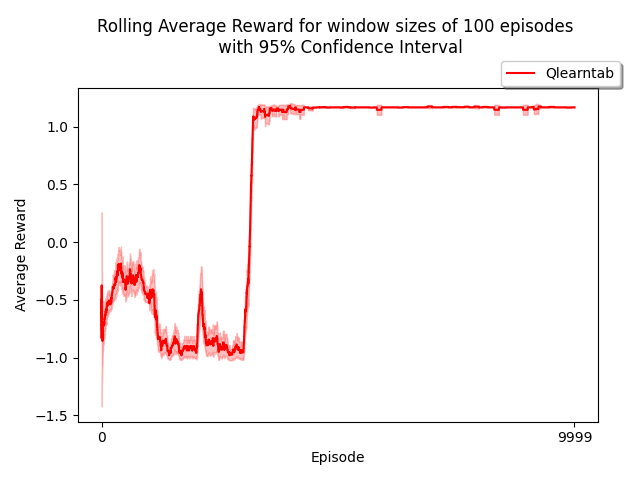 Rolling Average Reward for window sizes of 100 episodes
with 95% Confidence Interval
Qlearntab
1.0
0.5
0.0
−0.5
−1.0
−1.5
Average Reward
0
9999
Episode